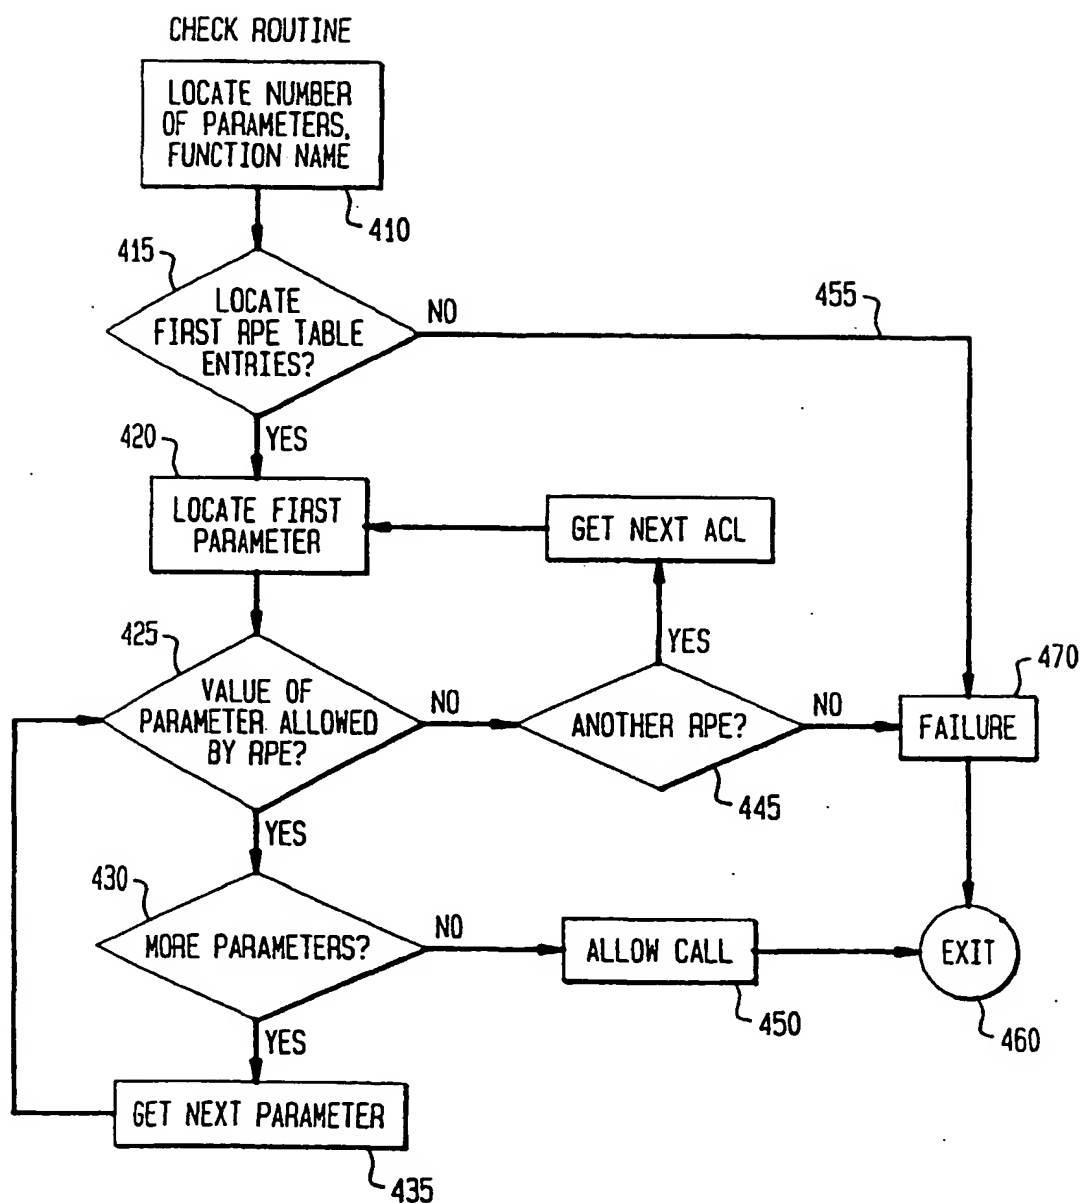 CHECK ROUTINE
LOCATE NUMBER
OF PARAMETERS,
FUNCTION NAME
410
415
LOCATE
FIRST RPE TABLE
ENTRIES?
NO
455
YES
420
LOCATE FIRST
PARAMETER
GET NEXT ACL
YES
425
VALUE OF
PARAMETER ALLOWED
BY RPE?
NO
ANOTHER RPE?
NO
470
FAILURE
445
YES
430
MORE PARAMETERS?
NO
ALLOW CALL
EXIT
450
460
YES
GET NEXT PARAMETER
435